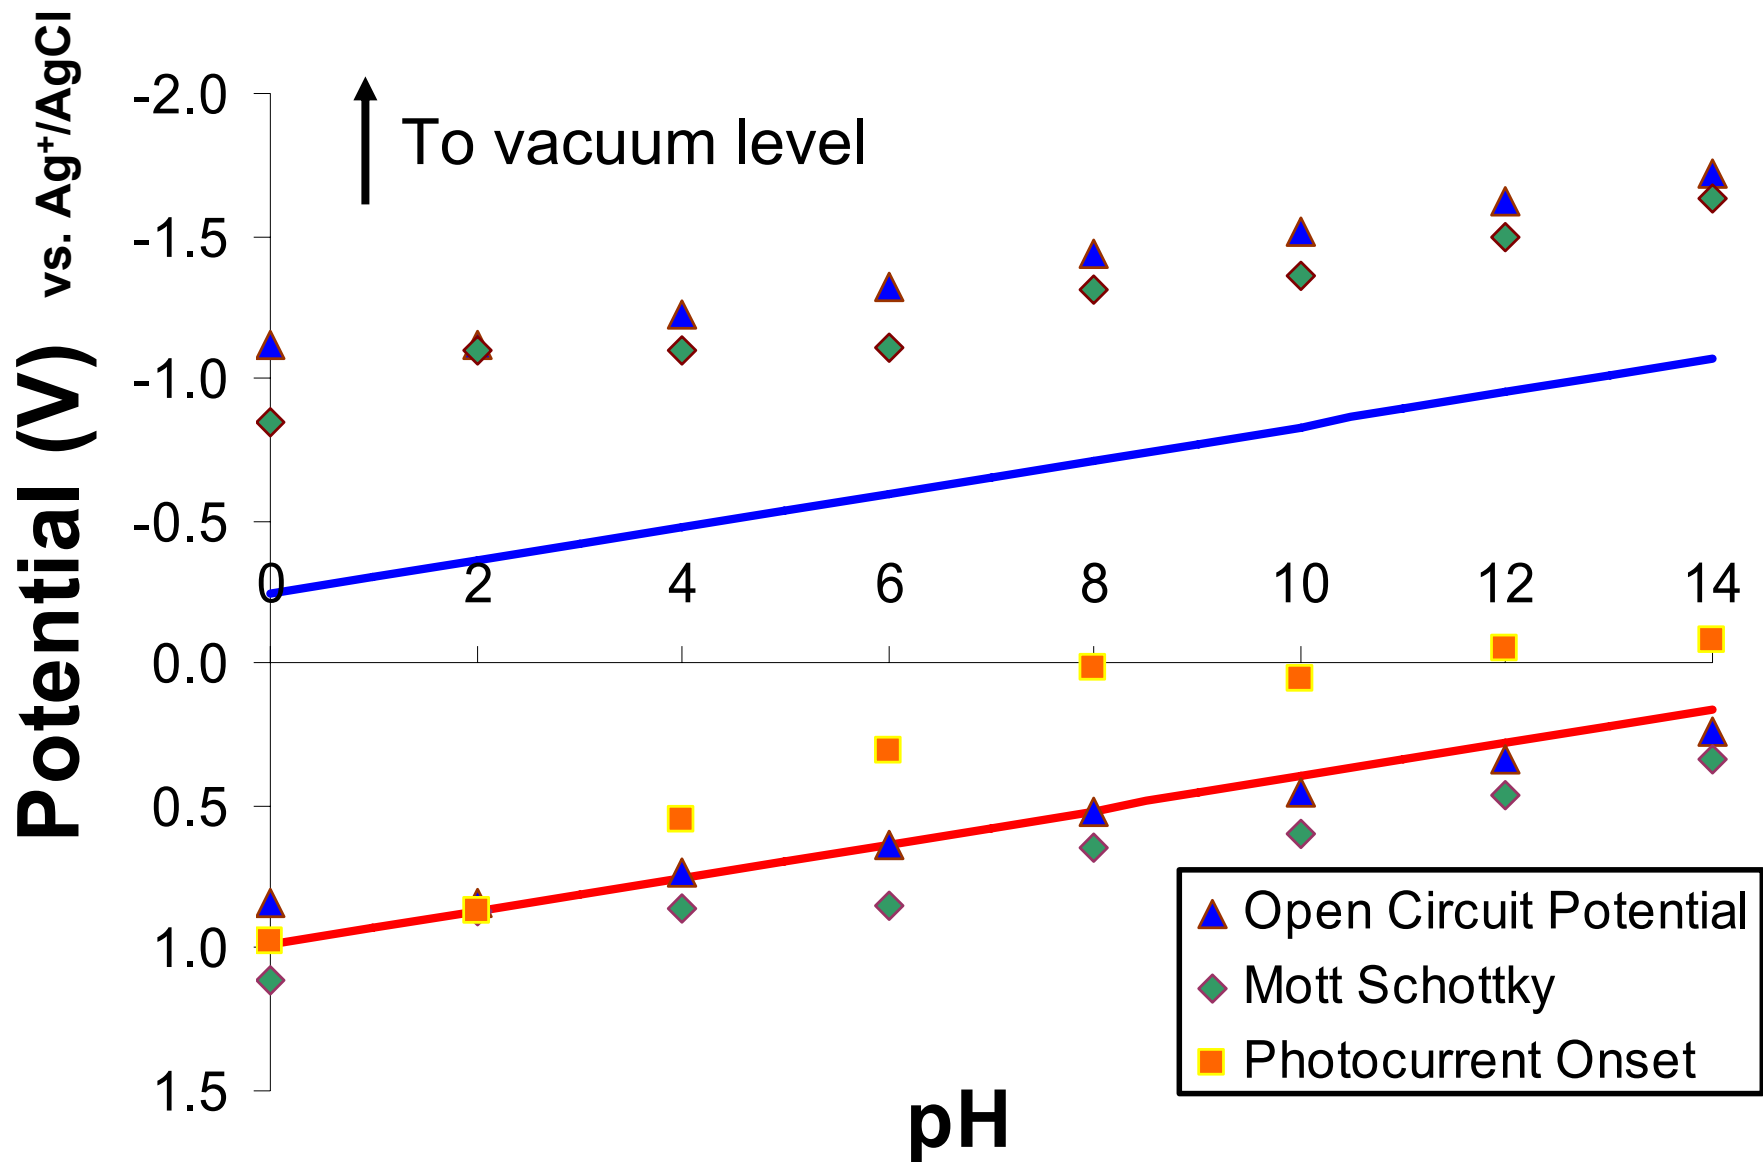 Potential (V) vs. Ag⁺/AgCl
-2.0
To vacuum level
-1.5
-1.0
-0.5
0 2 4 6 8 10 12 14
0.0
0.5
1.0
1.5
Open Circuit Potential
Mott Schottky
Photocurrent Onset
pH